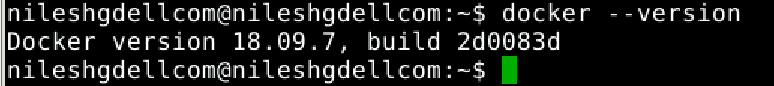 nileshgdellcom@nileshgdellcom:~$ docker --version
Docker version 18.09.7, build 2d0083d
nileshgdellcom@nileshgdellcom:~$